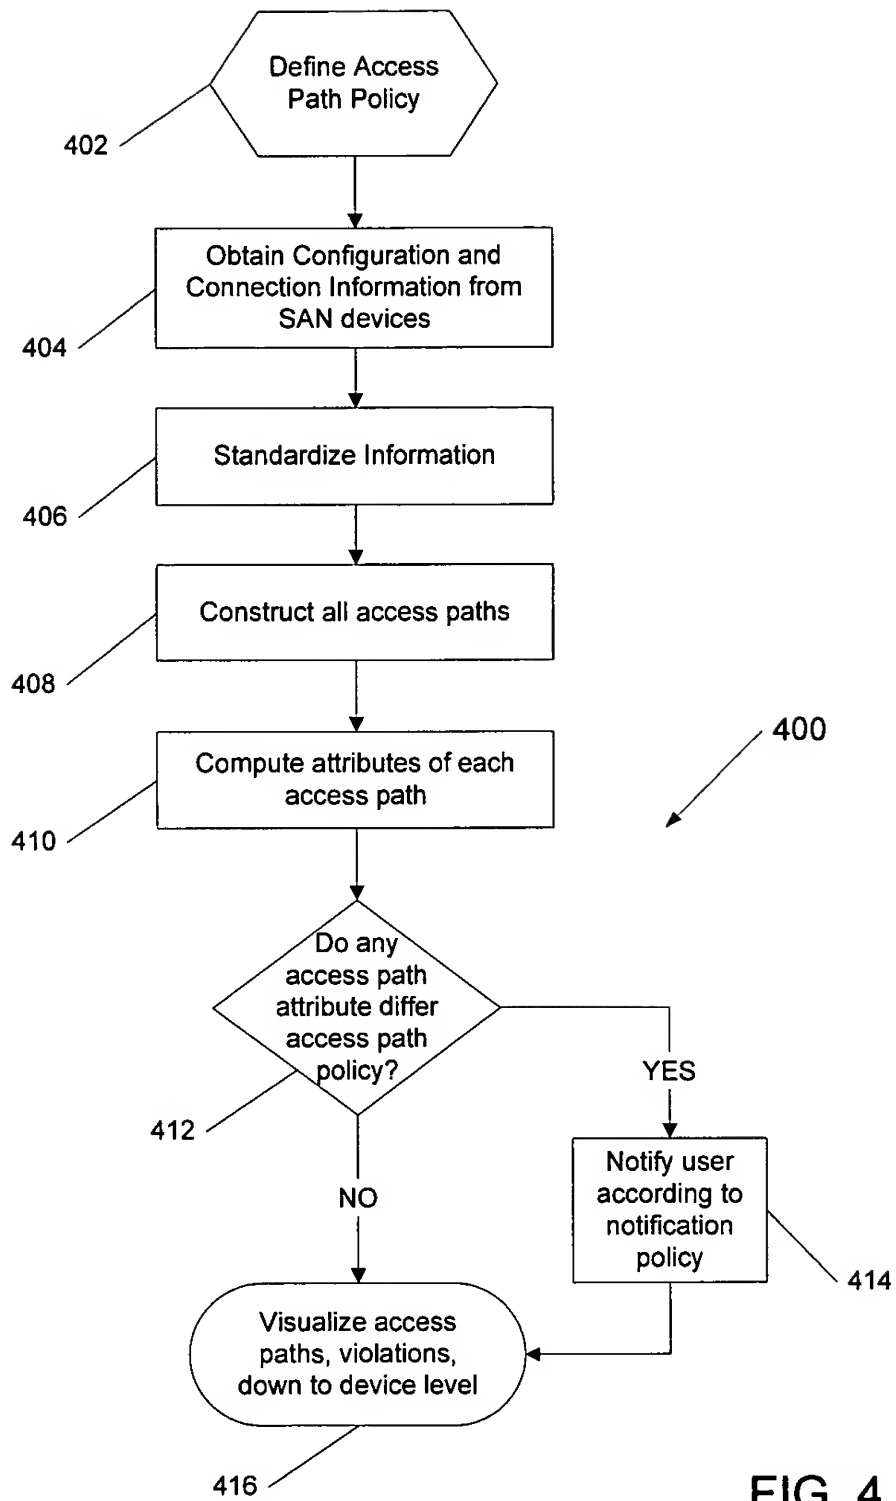 Define Access
Path Policy
402
Obtain Configuration and
Connection Information from
SAN devices
404
Standardize Information
406
Construct all access paths
408
400
Compute attributes of each
access path
410
Do any
access path
attribute differ
access path
policy?
YES
412
Notify user
according to
notification
policy
NO
414
Visualize access
paths, violations,
down to device level
416
FIG. 4